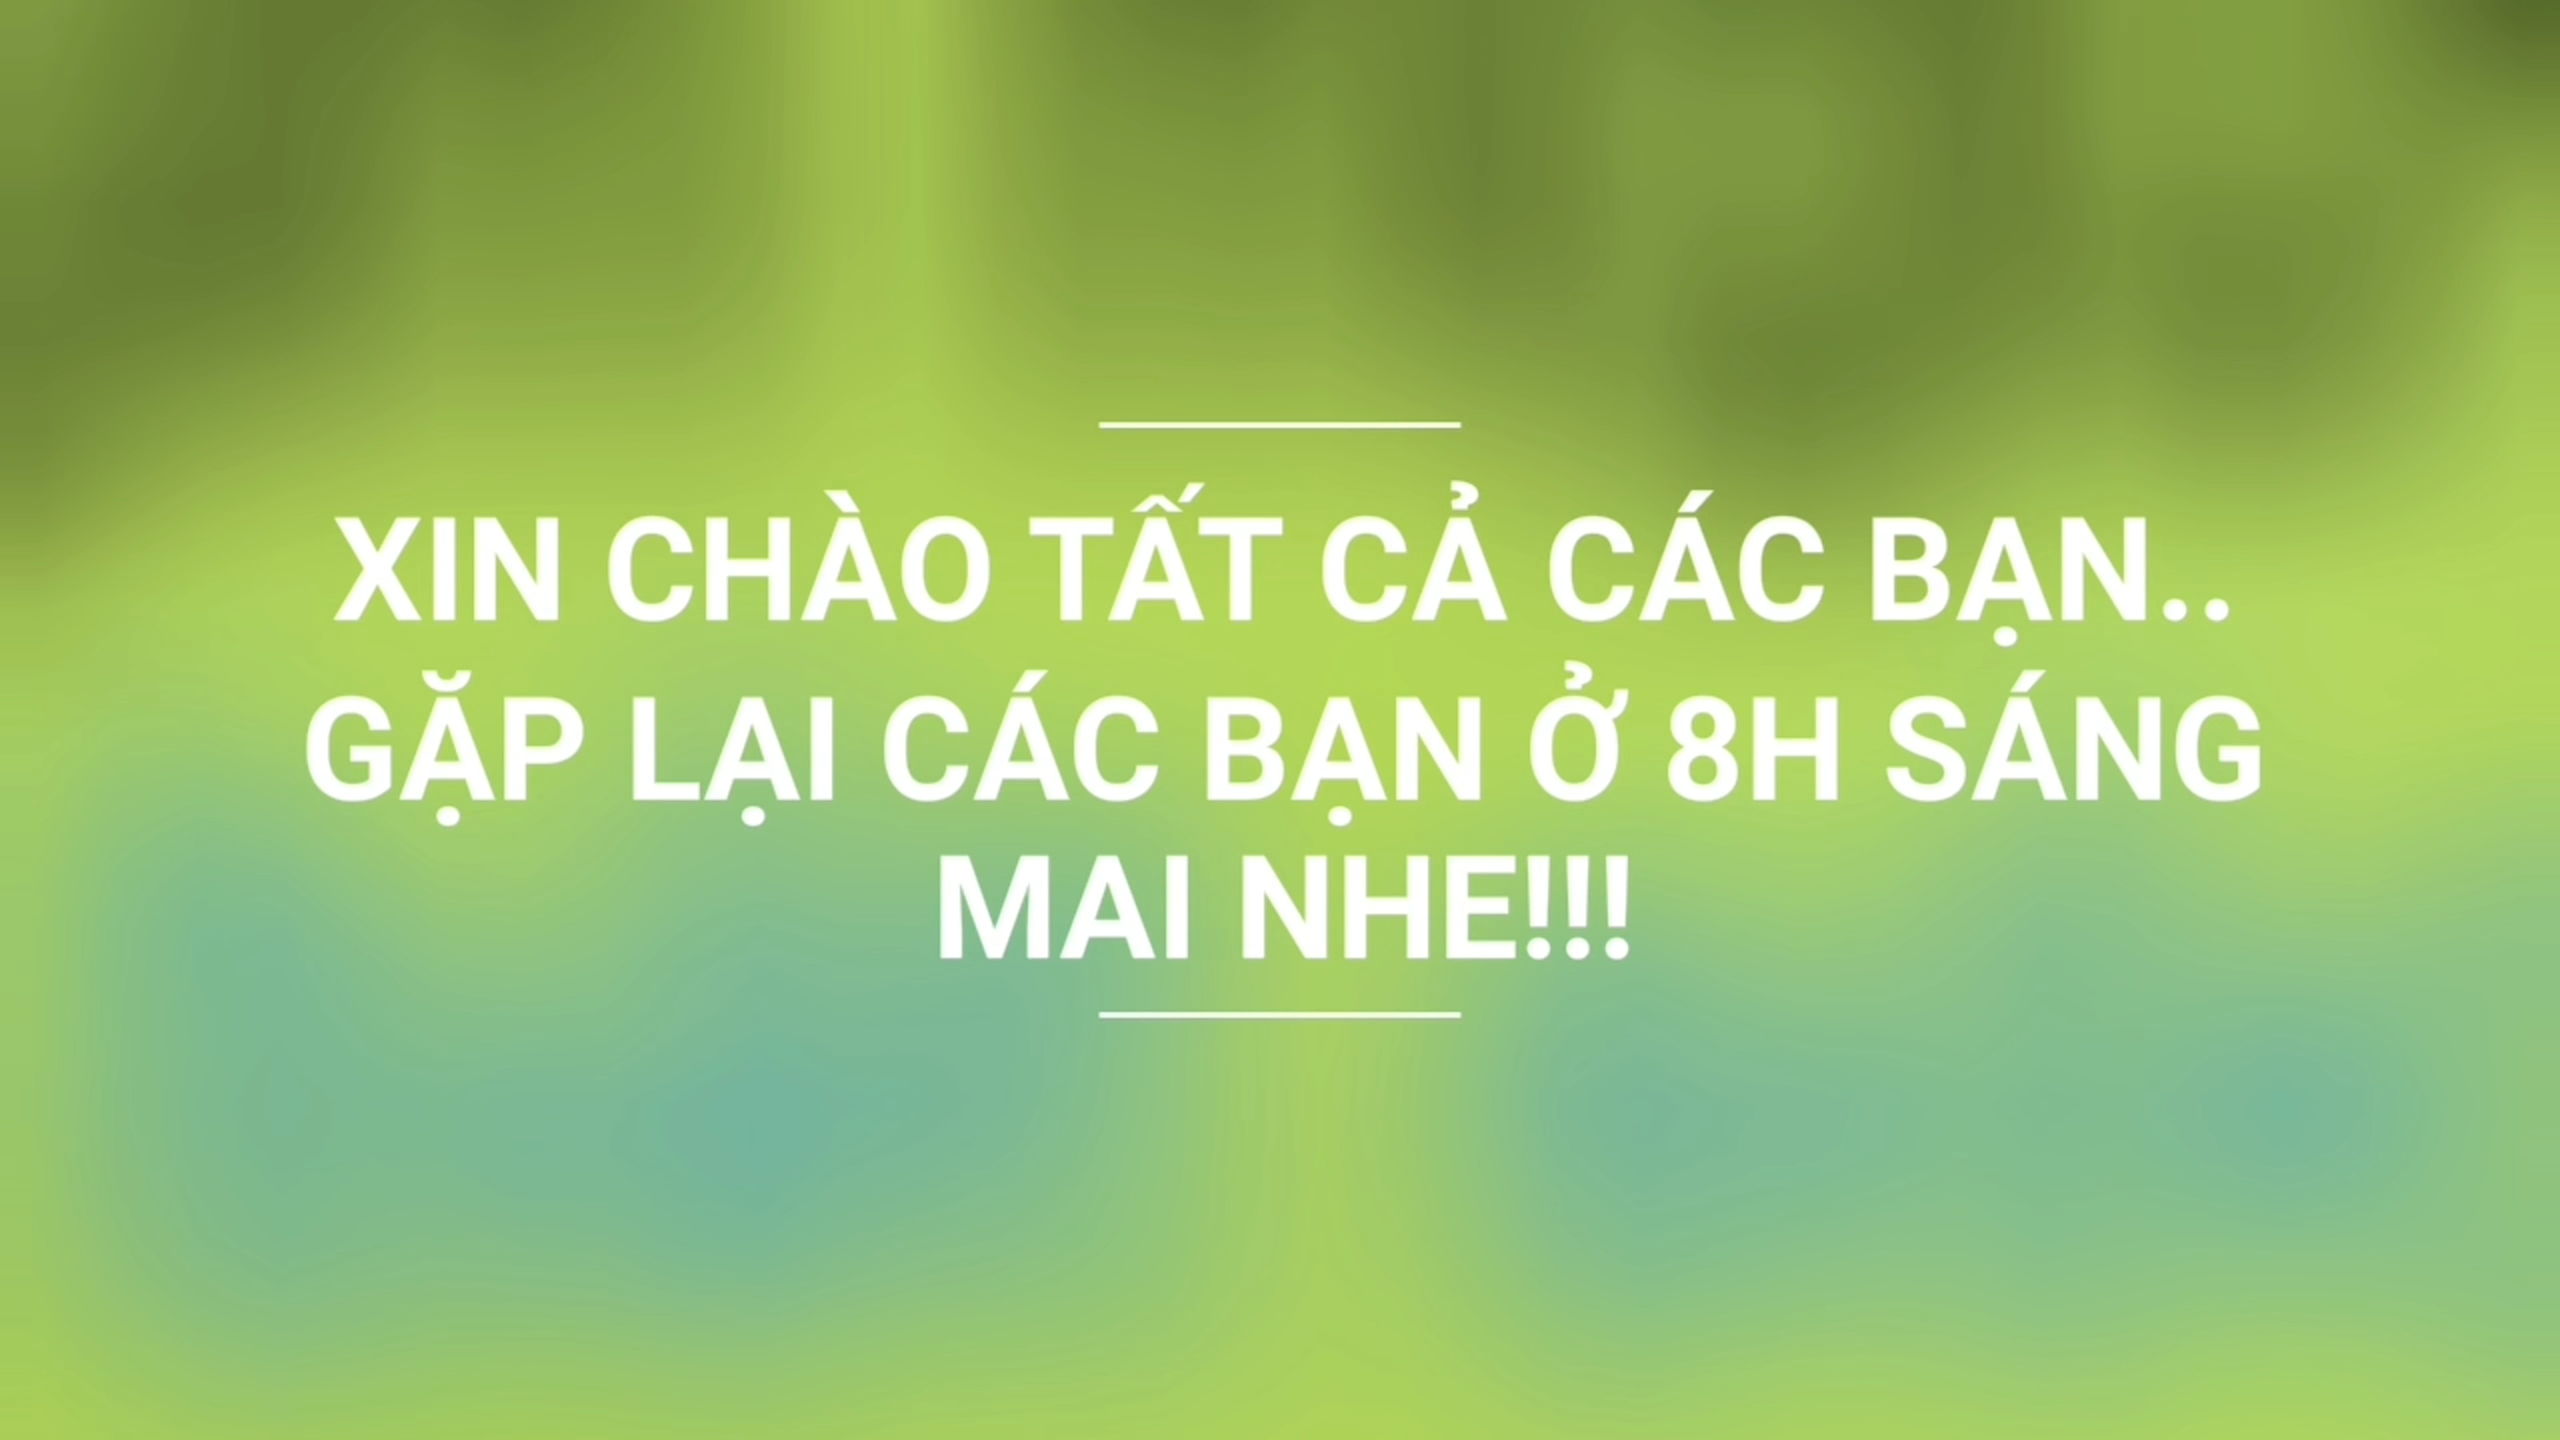 XIN CHÀO TẤT CẢ CÁC BẠN..
GẶP LẠI CÁC BẠN Ở 8H SÁNG
MAI NHE!!!